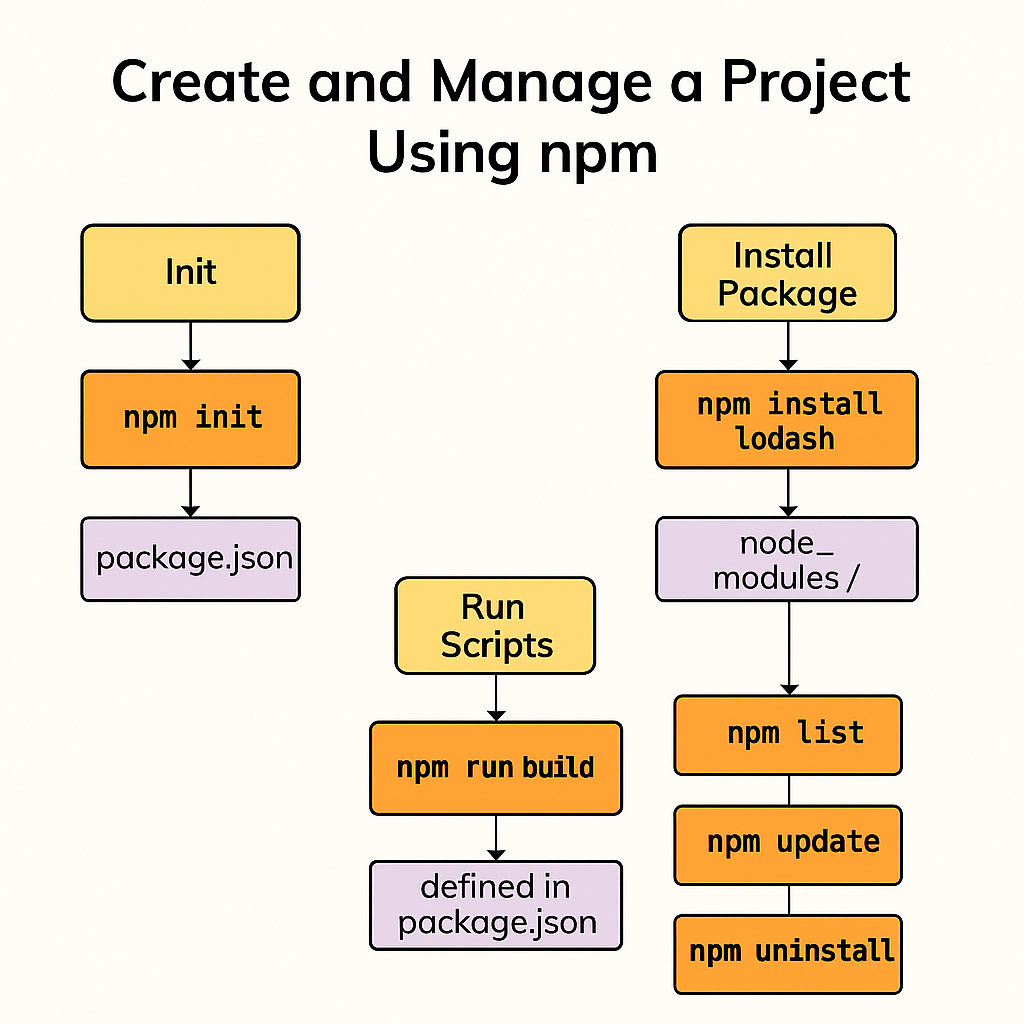 Create and Manage a Project
Using npm
Init
npm init
package.json
Run
Scripts
npm run build
defined in
package.json
Install
Package
npm install
lodash
node_
modules /
npm list
npm update
npm uninstall